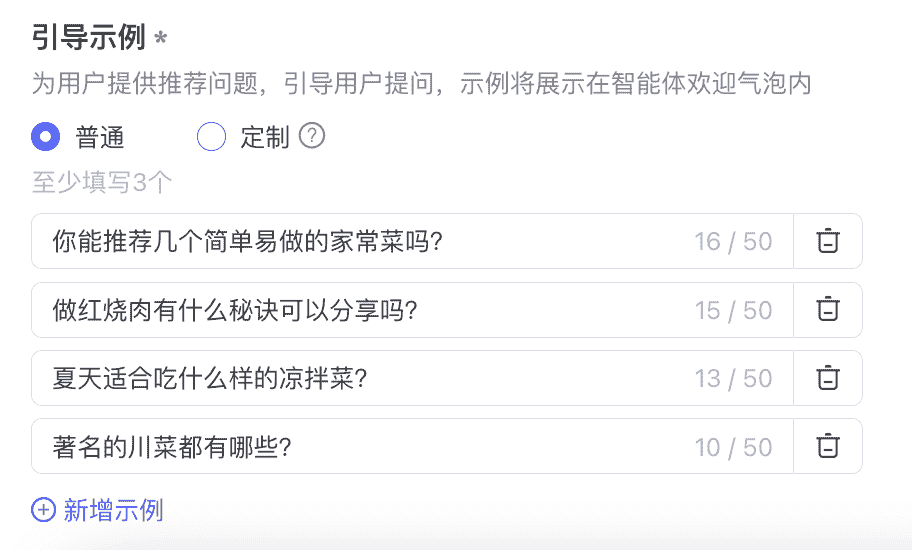 引导示例 *
为用户提供推荐问题，引导用户提问，示例将展示在智能体欢迎气泡内
普通 定制 ?
至少填写3个
你能推荐几个简单易做的家常菜吗? 16 / 50
做红烧肉有什么秘诀可以分享吗? 15 / 50
夏天适合吃什么样的凉拌菜? 13 / 50
著名的川菜都有哪些? 10 / 50
新增示例